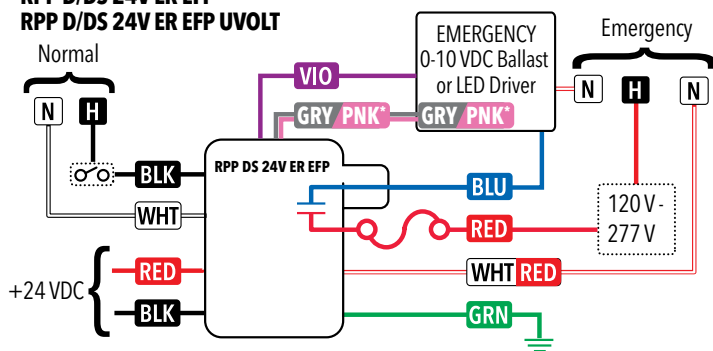 RPP D/DS 24V ER EFP UVOLT
Normal
N H
BLK
WHT
+24 VDC
RED
BLK
VIO
GRY/PNK* GRY/PNK*
RPP DS 24V ER EFP
EMERGENCY
0-10 VDC Ballast
or LED Driver
Emergency
N H N
BLU
RED
120 V -
277 V
WHT RED
GRN